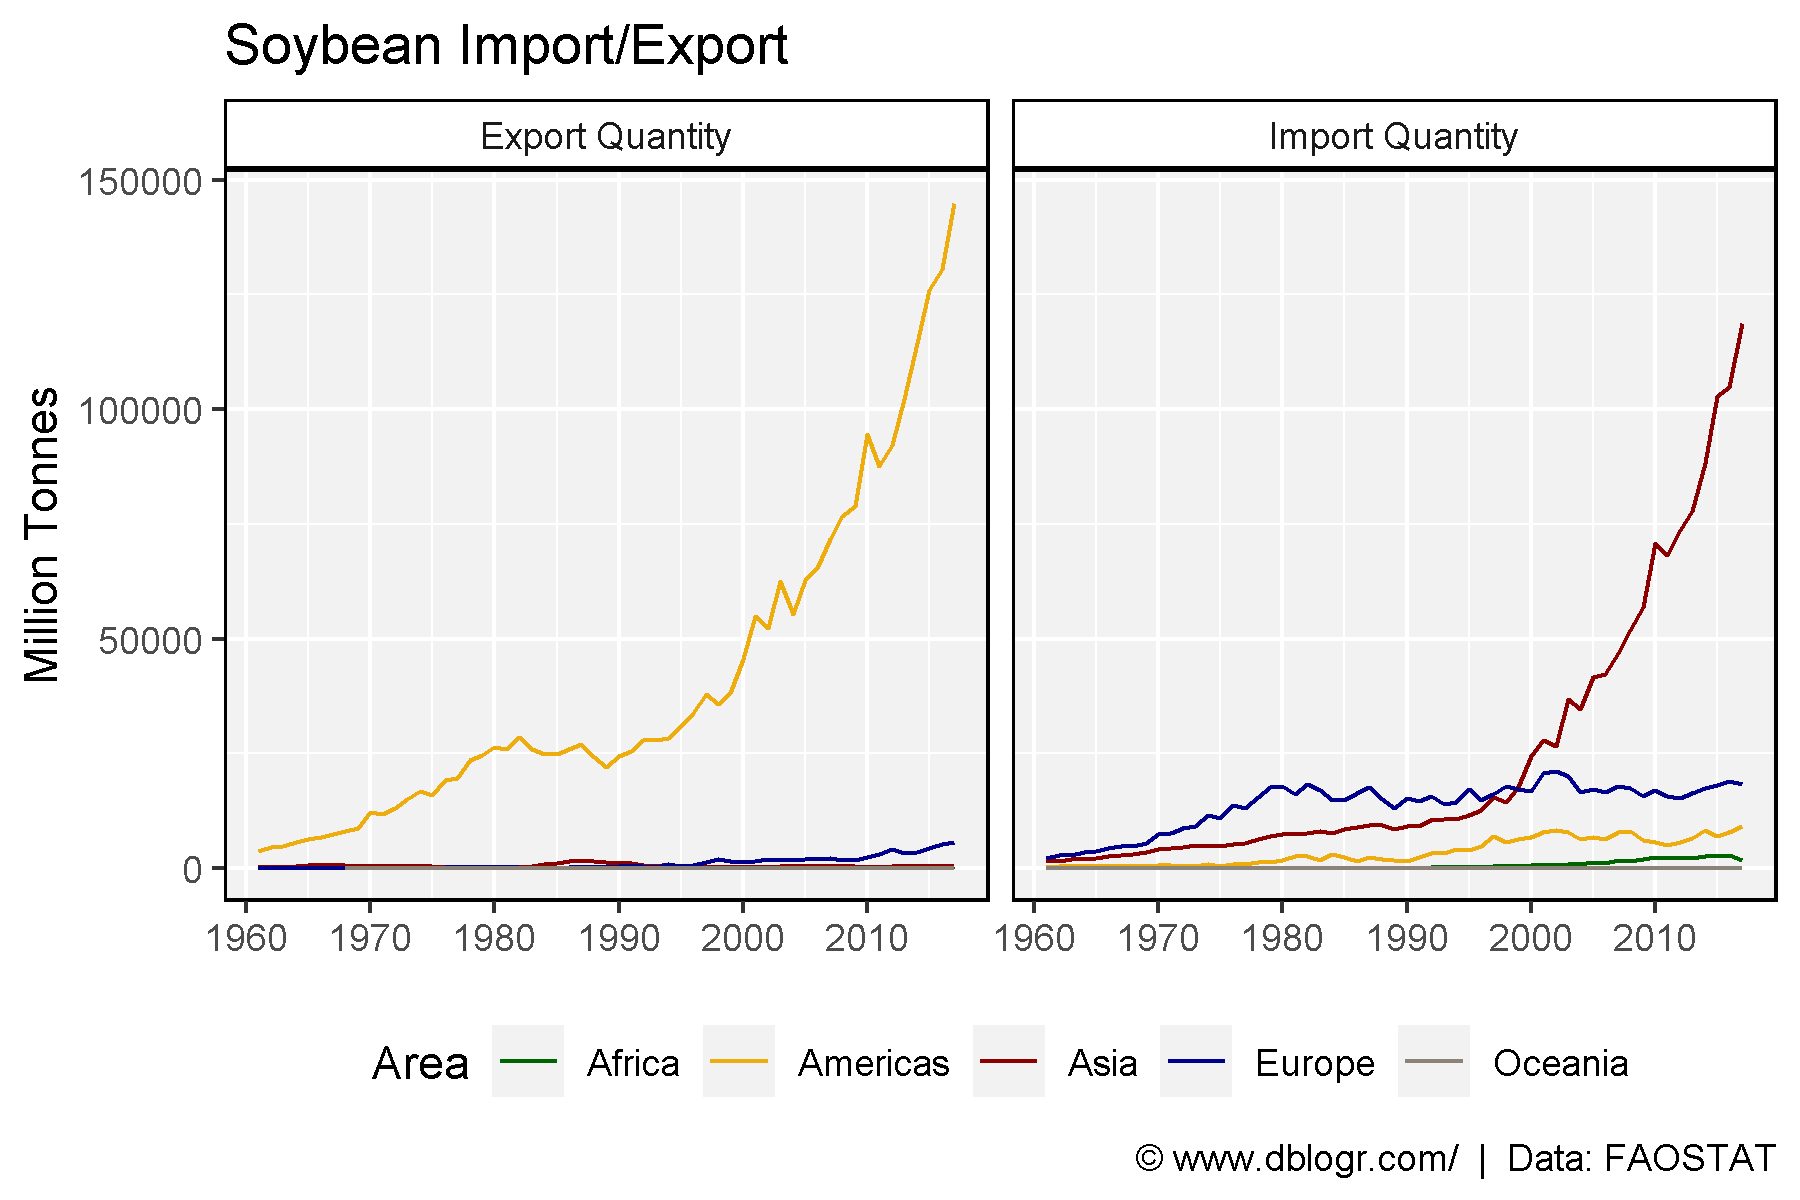 Soybean Import/Export
Export Quantity
Import Quantity
Million Tonnes
150000
100000
50000
0
1960 1970 1980 1990 2000 2010
1960 1970 1980 1990 2000 2010
Area Africa Americas Asia Europe Oceania
© www.dblogr.com/ | Data: FAOSTAT